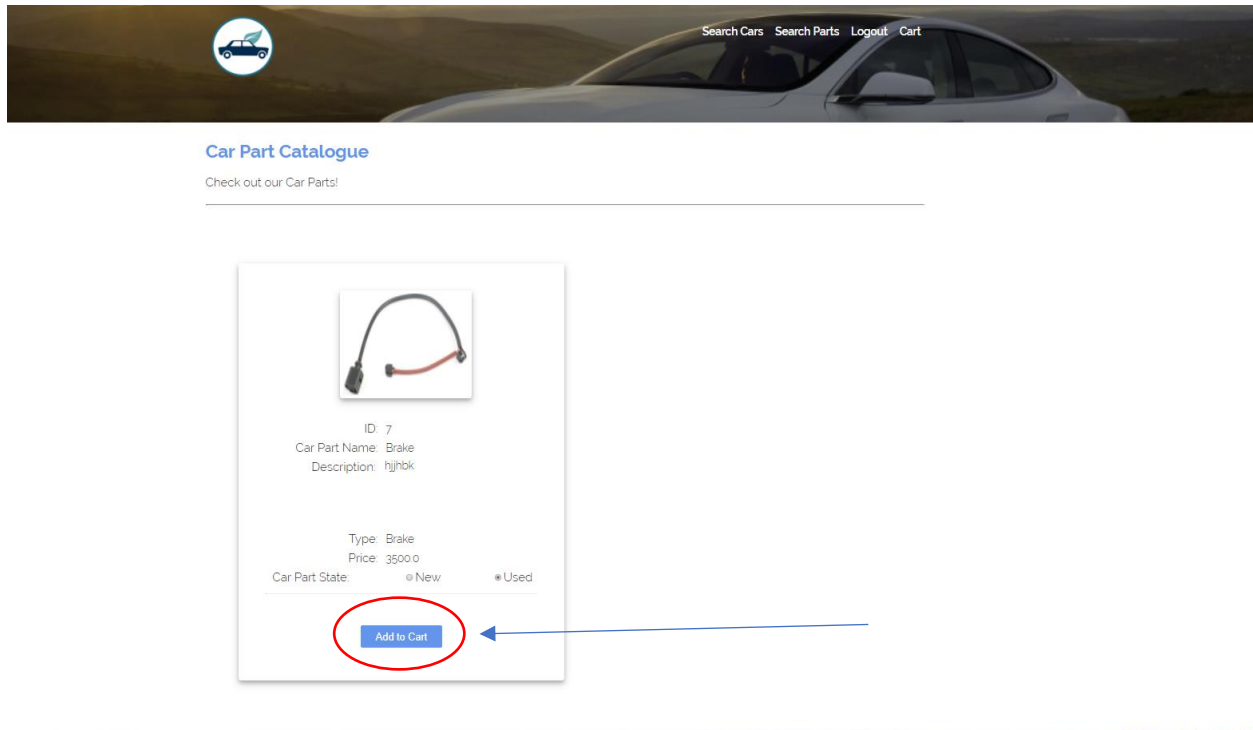 Search Cars Search Parts Logout Cart
Car Part Catalogue
Check out our Car Parts!
ID: 7
Car Part Name: Brake
Description: hjjhbk
Type: Brake
Price: 3500.0
Car Part State: New Used
Add to Cart